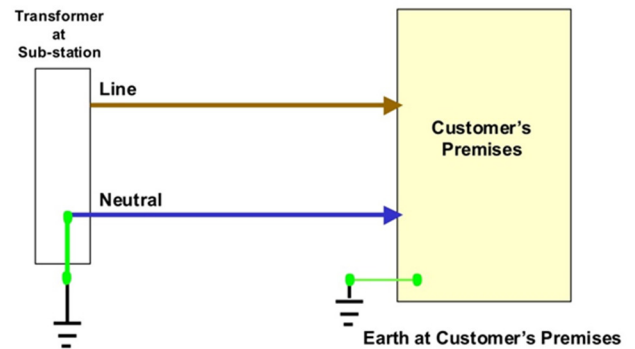 Transformer
at
Sub-station
Line
Customer's
Premises
Neutral
Earth at Customer's Premises